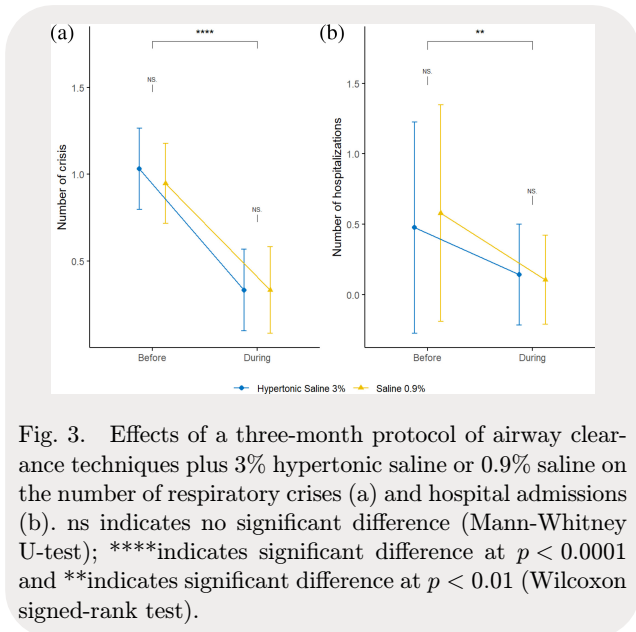 (a)
****
NS.
NS.
Number of crisis
1.5
1.0
0.5
Before
During
(b)
**
NS.
NS.
Number of hospitalizations
1.5
1.0
0.5
0.0
Before
During
Hypertonic Saline 3%
Saline 0.9%
Fig. 3. Effects of a three-month protocol of airway clear-
ance techniques plus 3% hypertonic saline or 0.9% saline on
the number of respiratory crises (a) and hospital admissions
(b). ns indicates no significant difference (Mann-Whitney
U-test); ****indicates significant difference at p < 0.0001
and **indicates significant difference at p < 0.01 (Wilcoxon
signed-rank test).